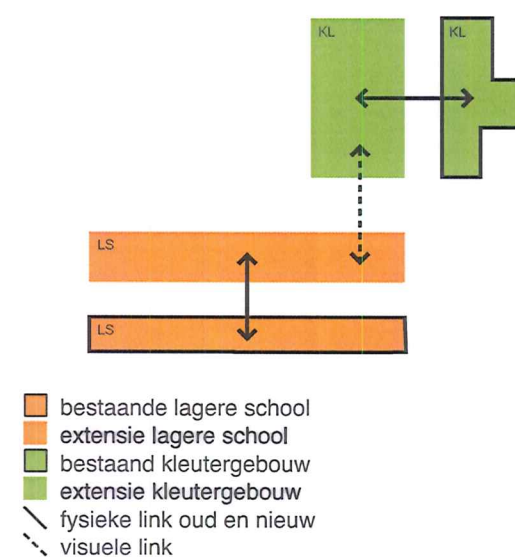 KL
KL
LS
LS
bestaande lagere school
extensie lagere school
bestaand kleutergebouw
extensie kleutergebouw
fysieke link oud en nieuw
visuele link